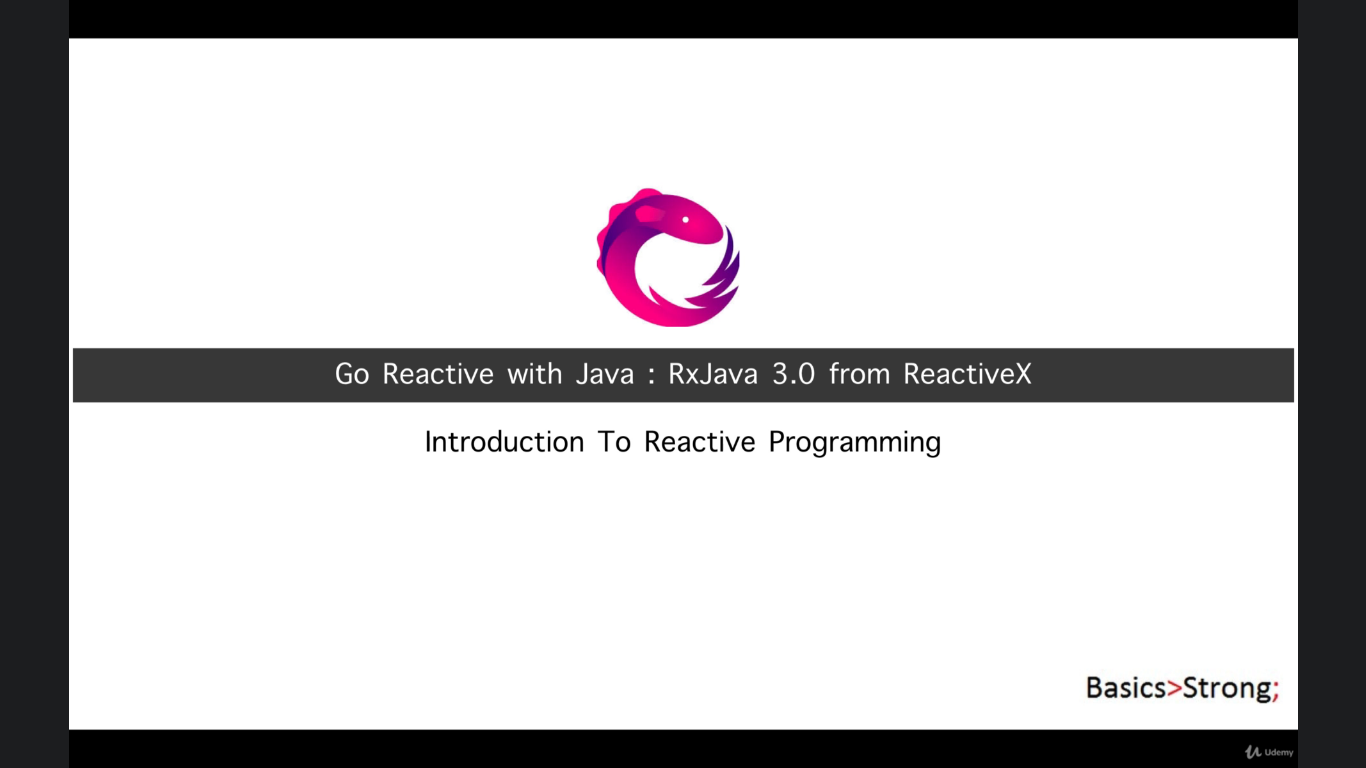 Go Reactive with Java : RxJava 3.0 from ReactiveX
Introduction To Reactive Programming
Basics>Strong;
Udemy